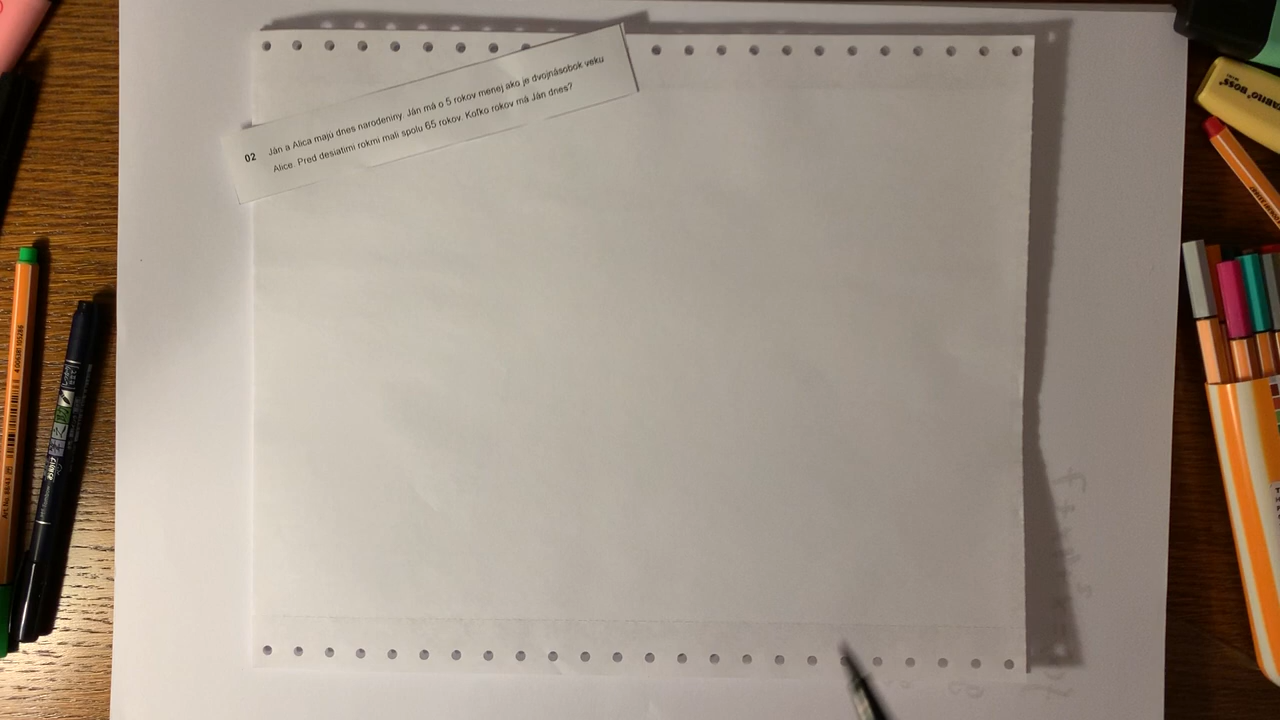 02 Ján a Alica majú dnes narodeniny. Ján má o 5 rokov menej ako je dvojnásobok veku
Alice. Pred desiatimi rokmi mali spolu 65 rokov. Koľko rokov má Ján dnes?
BOSS